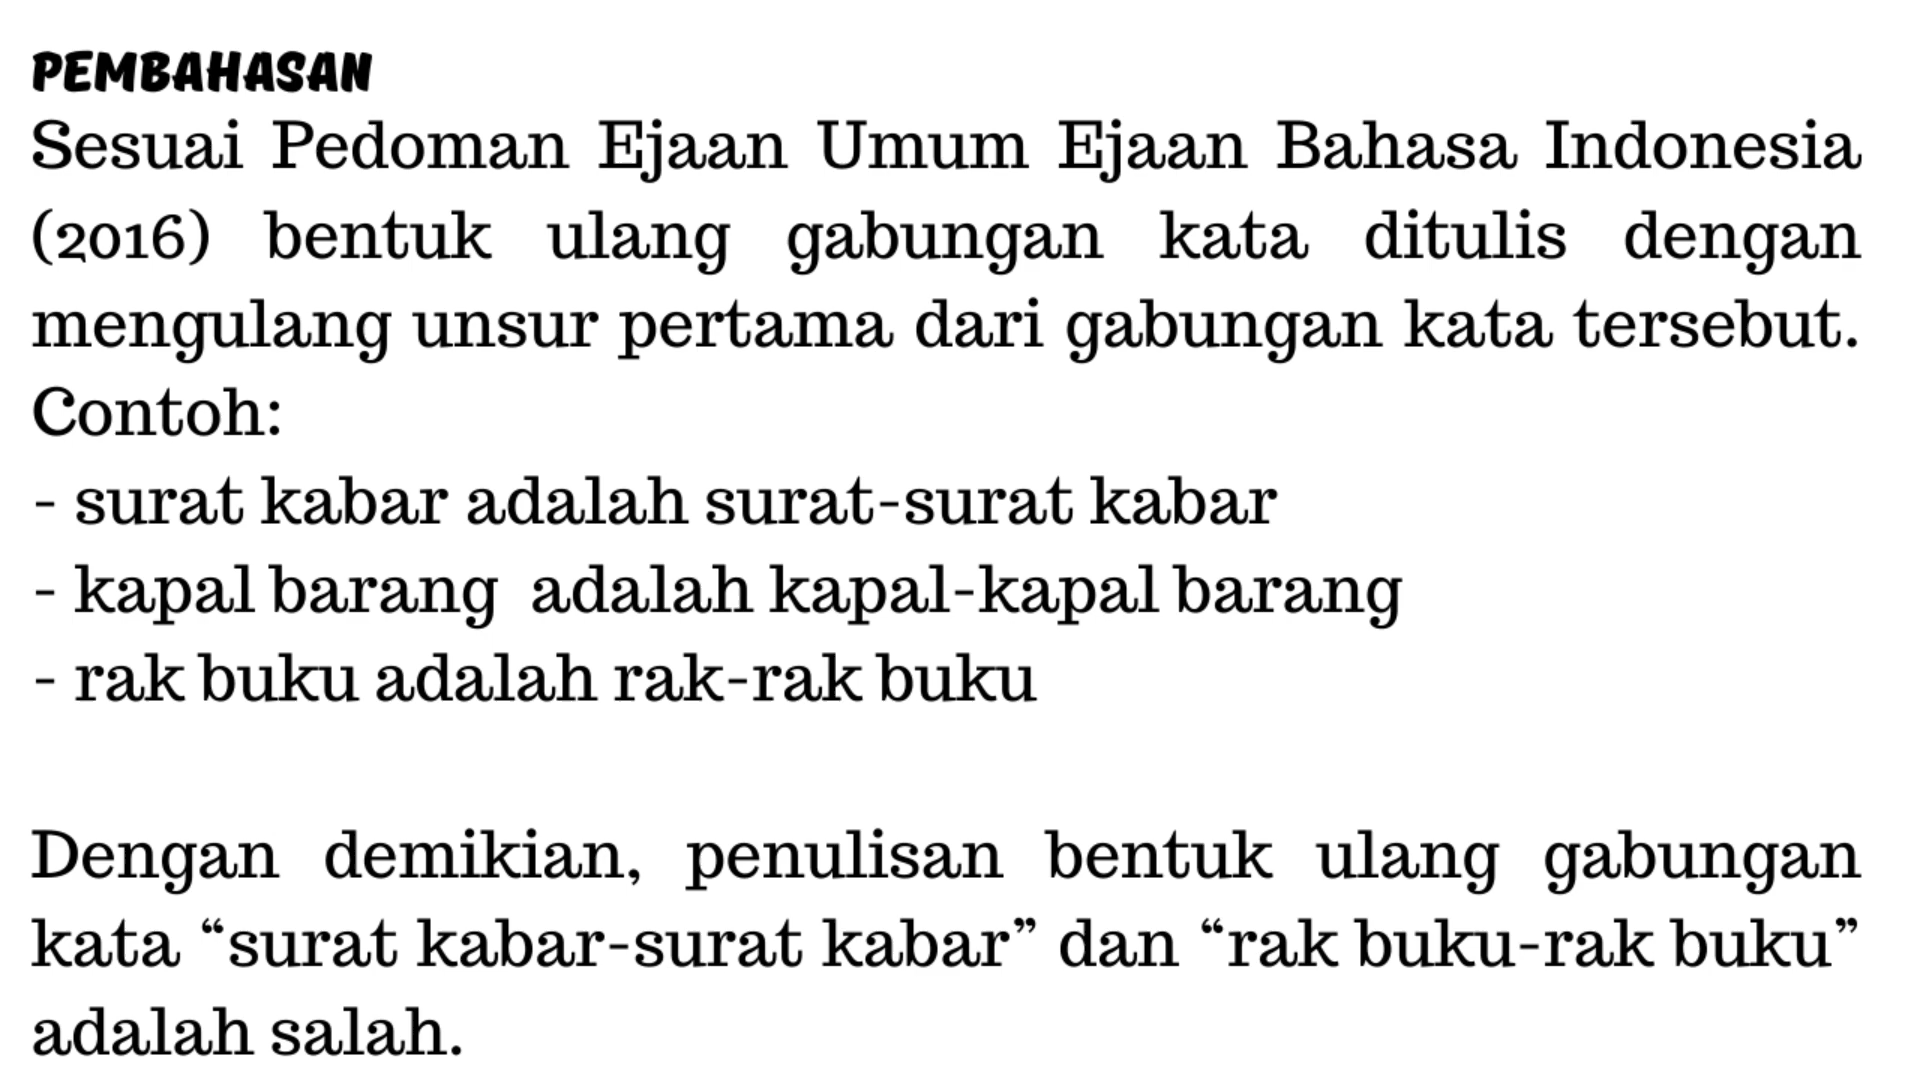 PEMBAHASAN
Sesuai Pedoman Ejaan Umum Ejaan Bahasa Indonesia
(2016) bentuk ulang gabungan kata ditulis dengan
mengulang unsur pertama dari gabungan kata tersebut.
Contoh:
- surat kabar adalah surat-surat kabar
- kapal barang  adalah kapal-kapal barang
- rak buku adalah rak-rak buku
Dengan demikian, penulisan bentuk ulang gabungan
kata “surat kabar-surat kabar” dan “rak buku-rak buku”
adalah salah.